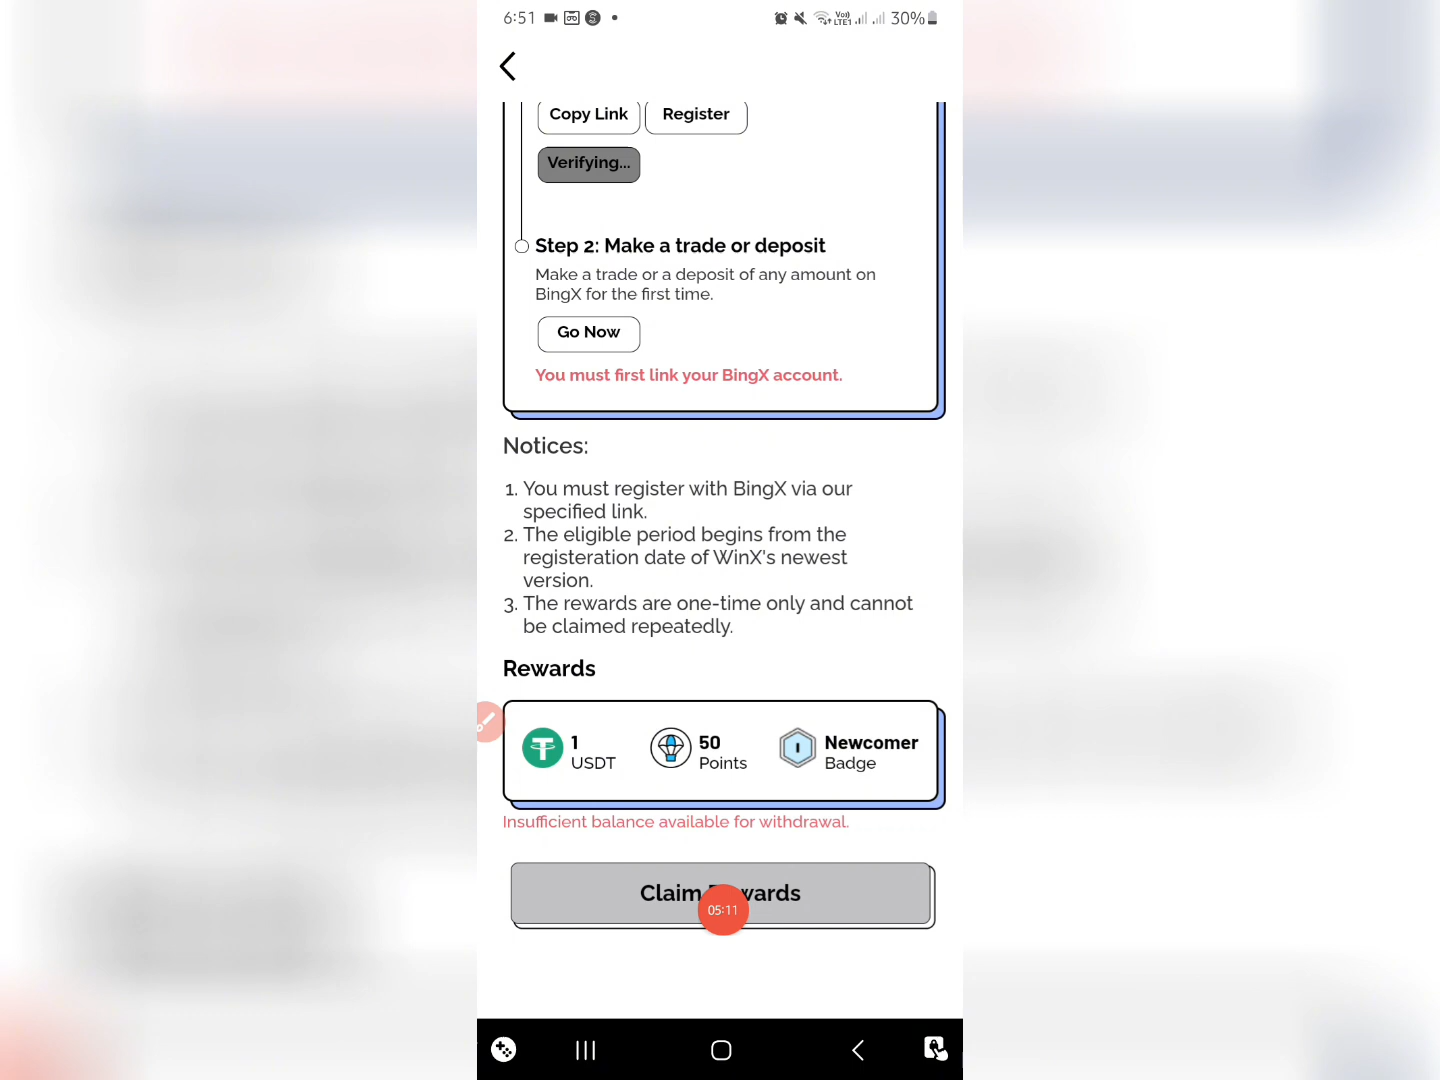 6:51
Vo))
LTE1
30%
Copy Link Register
Verifying...
Step 2: Make a trade or deposit
Make a trade or a deposit of any amount on
BingX for the first time.
Go Now
You must first link your BingX account.
Notices:
1. You must register with BingX via our
specified link.
2. The eligible period begins from the
registeration date of WinX's newest
version.
3. The rewards are one-time only and cannot
be claimed repeatedly.
Rewards
1 USDT
50 Points
Newcomer Badge
Insufficient balance available for withdrawal.
Claim
05:11